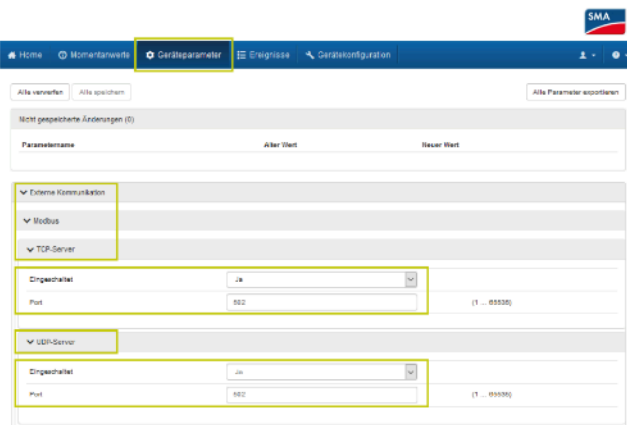 SMA
Home Momentanwerte Geräteparameter Ereignisse Gerätekonfiguration
Alle verwerfen Alle speichern Alle Parameter exportieren
Nicht gespeicherte Änderungen (0)
Parametername Alter Wert Neuer Wert
Externe Kommunikation
Modbus
TCP-Server
Eingeschaltet Ja
Port 502 (1 ... 65535)
UDP-Server
Eingeschaltet Ja
Port 502 (1 ... 65535)